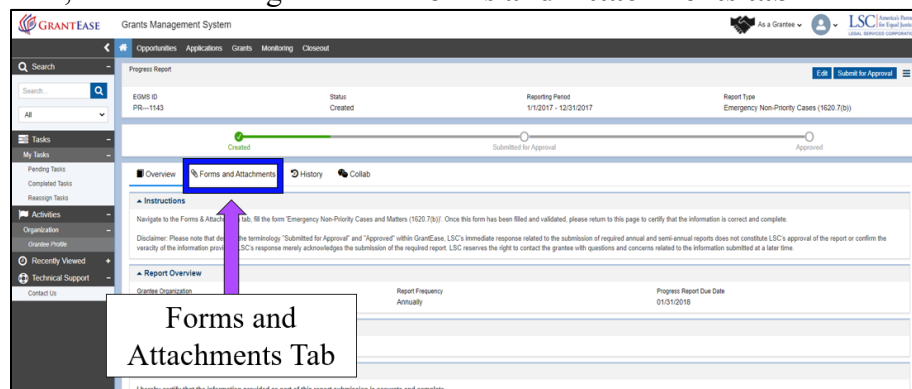 GRANTEASE
Grants Management System
As a Grantee
LSC America's Partner for Equal Justice
LEGAL SERVICES CORPORATION
Opportunities Applications Grants Monitoring Closeout
Search
Search...
All
Tasks
My Tasks
Pending Tasks
Completed Tasks
Reassign Tasks
Activities
Organization
Grantee Profile
Recently Viewed
Technical Support
Contact Us
Progress Report
Edit Submit for Approval
EGMS ID Status Reporting Period Report Type
PR---1143 Created 1/1/2017 - 12/31/2017 Emergency Non-Priority Cases (1620.7(b))
Created Submitted for Approval Approved
Overview Forms and Attachments History Collab
Instructions
Navigate to the Forms & Attach tab, fill the form 'Emergency Non-Priority Cases and Matters (1620.7(b))'. Once this form has been filled and validated, please return to this page to certify that the information is correct and complete.
Disclaimer: Please note that the terminology "Submitted for Approval" and "Approved" within GrantEase, LSC's immediate response related to the submission of required annual and semi-annual reports does not constitute LSC's approval of the report or confirm the
veracity of the information LSC's response merely acknowledges the submission of the required report. LSC reserves the right to contact the grantee with questions and concerns related to the information submitted at a later time.
Report Overview
Grantee Organization Report Frequency Progress Report Due Date
Annually 01/31/2018
Forms and
Attachments Tab